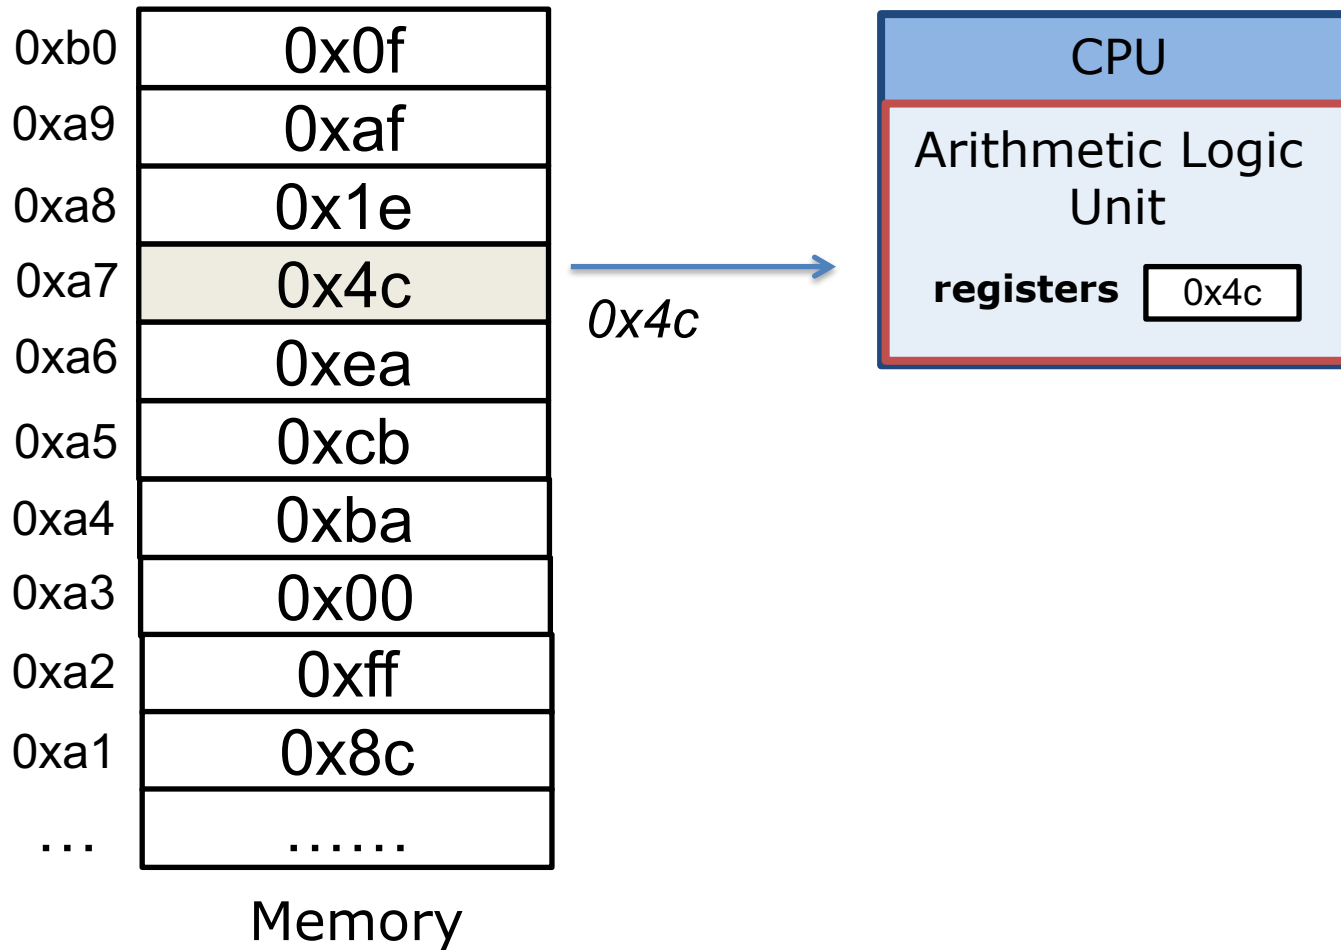 0xb0 0x0f
0xa9 0xaf
0xa8 0x1e
0xa7 0x4c
0xa6 0xea
0xa5 0xcb
0xa4 0xba
0xa3 0x00
0xa2 0xff
0xa1 0x8c
... ......
Memory
0x4c
CPU
Arithmetic Logic
Unit
registers 0x4c